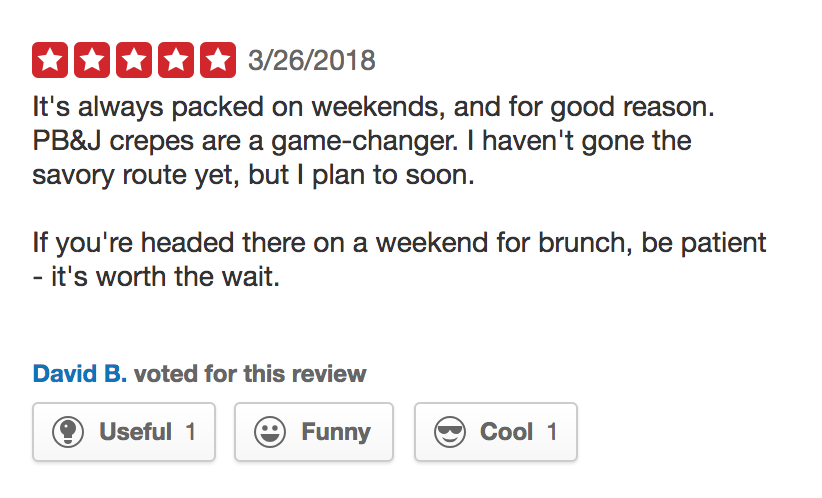 3/26/2018
It's always packed on weekends, and for good reason.
PB&J crepes are a game-changer. I haven't gone the
savory route yet, but I plan to soon.
If you're headed there on a weekend for brunch, be patient
- it's worth the wait.
David B. voted for this review
Useful 1 Funny Cool 1